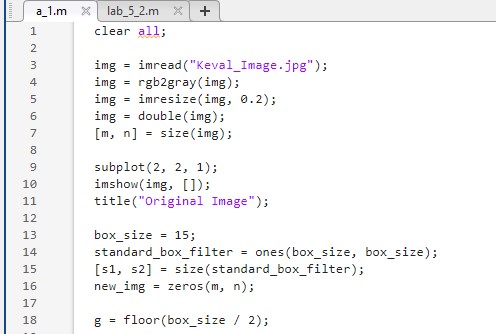 a_1.m × lab_5_2.m × +
1 clear all;
2
3 img = imread("Keval_Image.jpg");
4 img = rgb2gray(img);
5 img = imresize(img, 0.2);
6 img = double(img);
7 [m, n] = size(img);
8
9 subplot(2, 2, 1);
10 imshow(img, []);
11 title("Original Image");
12
13 box_size = 15;
14 standard_box_filter = ones(box_size, box_size);
15 [s1, s2] = size(standard_box_filter);
16 new_img = zeros(m, n);
17
18 g = floor(box_size / 2);